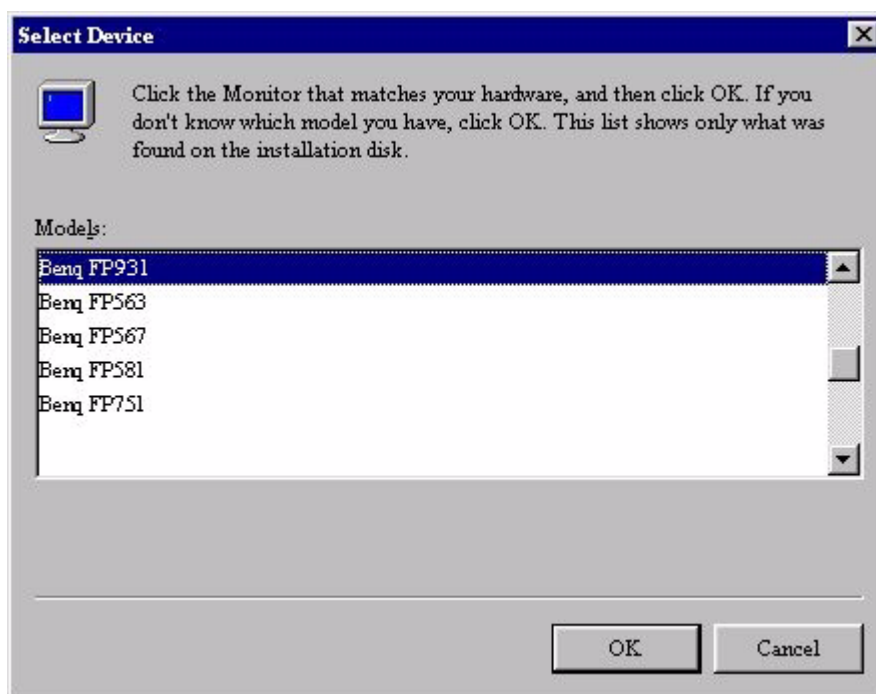 Select Device
Click the Monitor that matches your hardware, and then click OK. If you
don't know which model you have, click OK. This list shows only what was
found on the installation disk.
Models:
Benq FP931
Benq FP563
Benq FP567
Benq FP581
Benq FP751
OK
Cancel